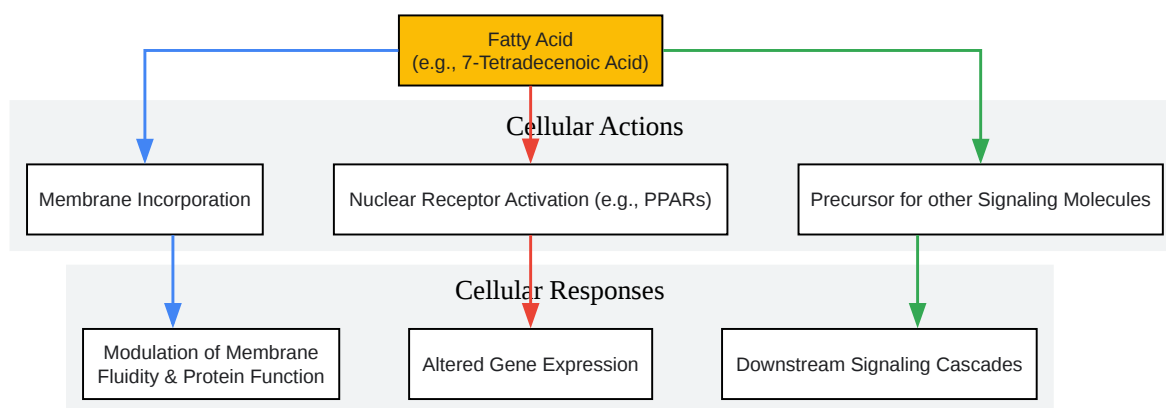 Fatty Acid
(e.g., 7-Tetradecenoic Acid)
Cellular Actions
Membrane Incorporation
Nuclear Receptor Activation (e.g., PPARs)
Precursor for other Signaling Molecules
Cellular Responses
Modulation of Membrane
Fluidity & Protein Function
Altered Gene Expression
Downstream Signaling Cascades